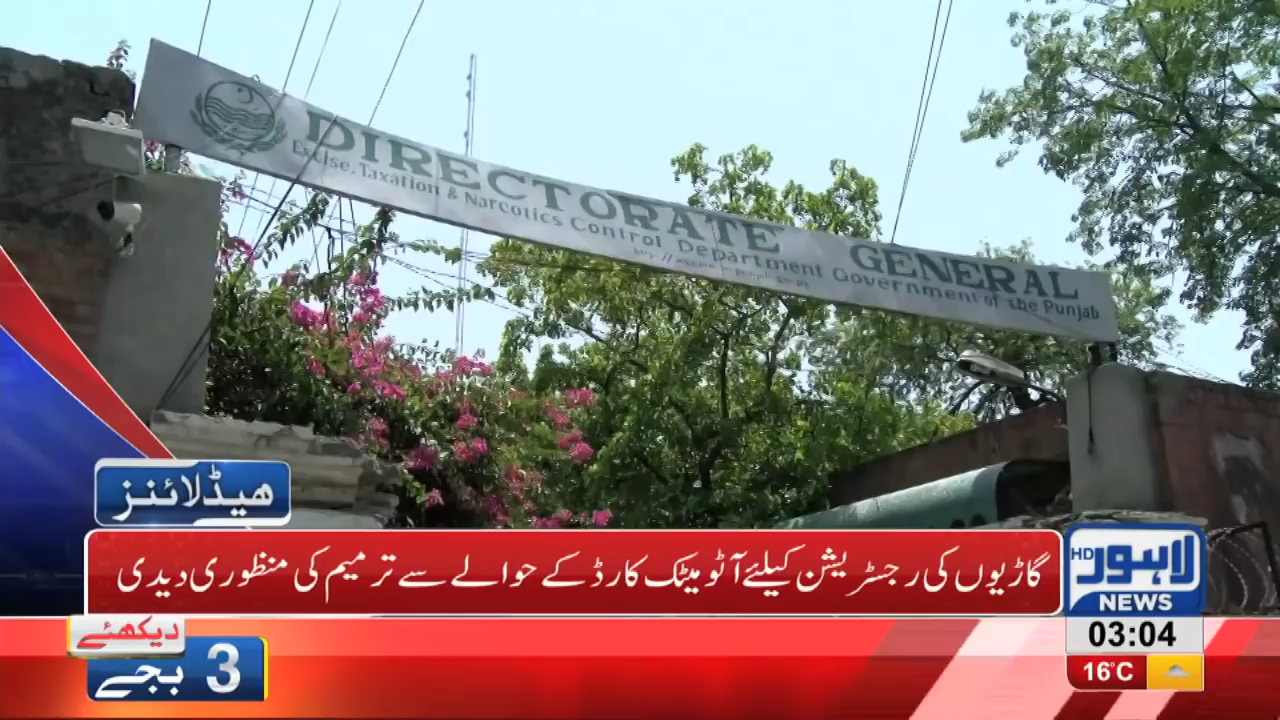 DIRECTORATE GENERAL
Excise, Taxation & Narcotics Control Department Government of the Punjab
ھیڈلائنز
گاڑیوں کی رجسٹریشن کیلئے آٹومیٹک کارڈ کے حوالے سے ترمیم کی منظوری دیدی
HD لاہور
NEWS
03:04
16°C
دیکھئے
3 بجے